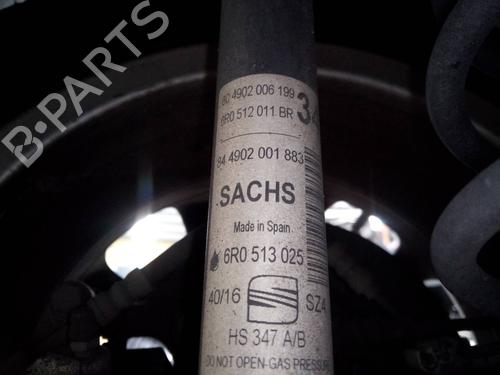 B-PARTS
80 4902 006 199
6R0 512 011 BR
34
84 4902 001 883
SACHS
Made in Spain
6R0 513 025
40/16
SZ4
HS 347 A/B
DO NOT OPEN-GAS PRESSUR